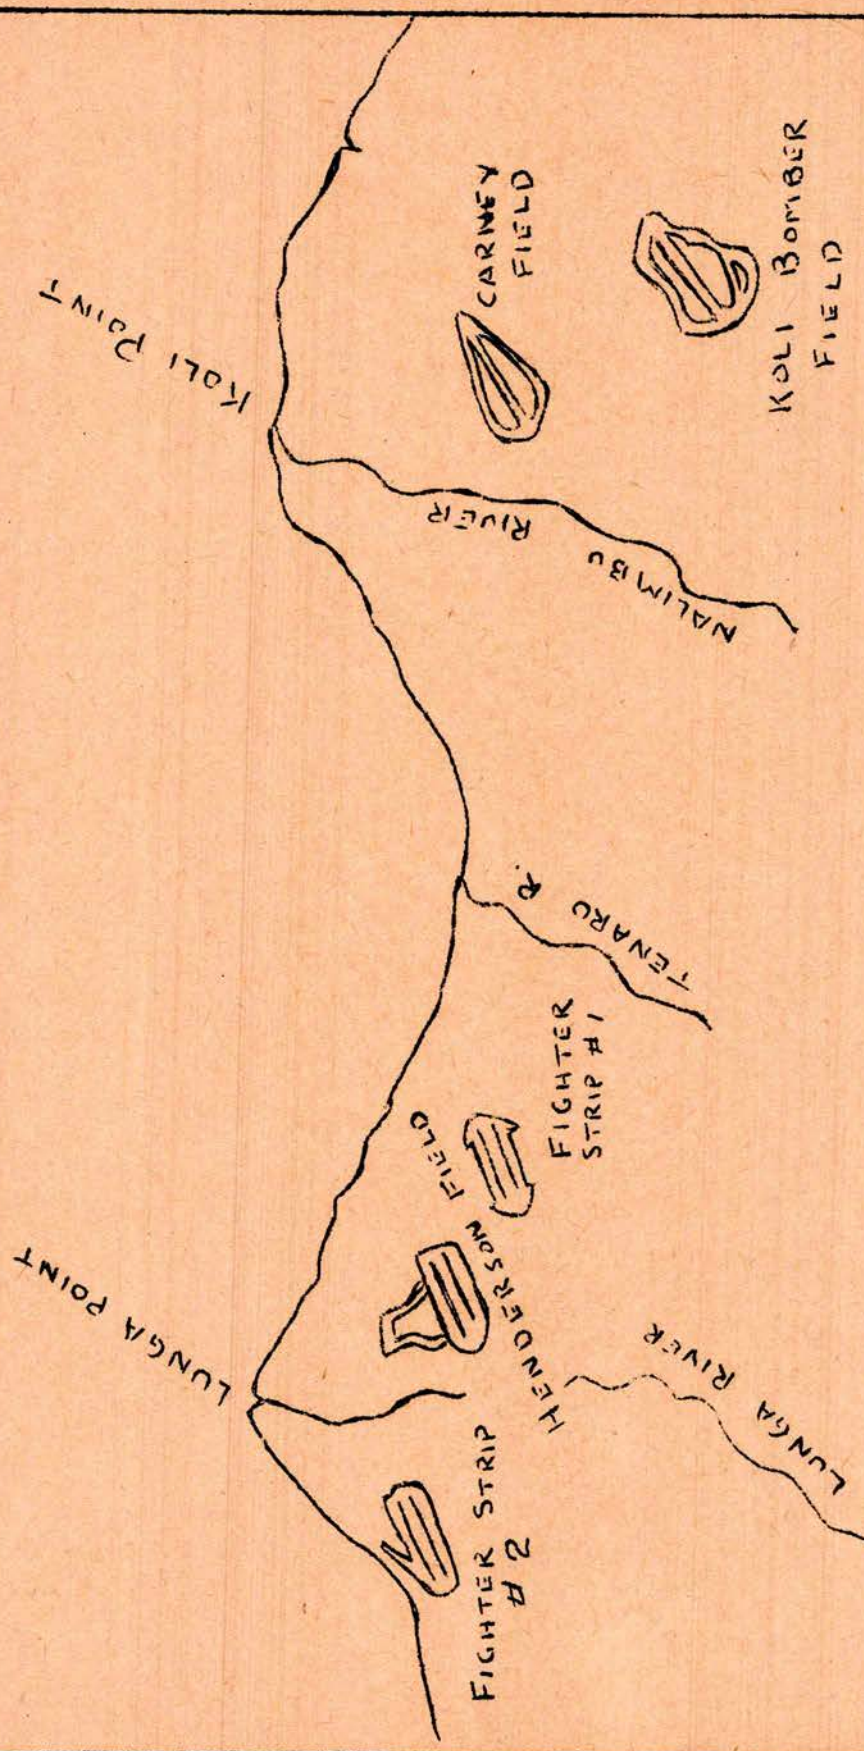 LUNGA POINT
KOLI POINT
FIGHTER STRIP
#2
HENDERSON FIELD
FIGHTER
STRIP #1
LUNGA RIVER
TENARU R.
NALIMBU RIVER
CARNEY
FIELD
KOLI BOMBER
FIELD